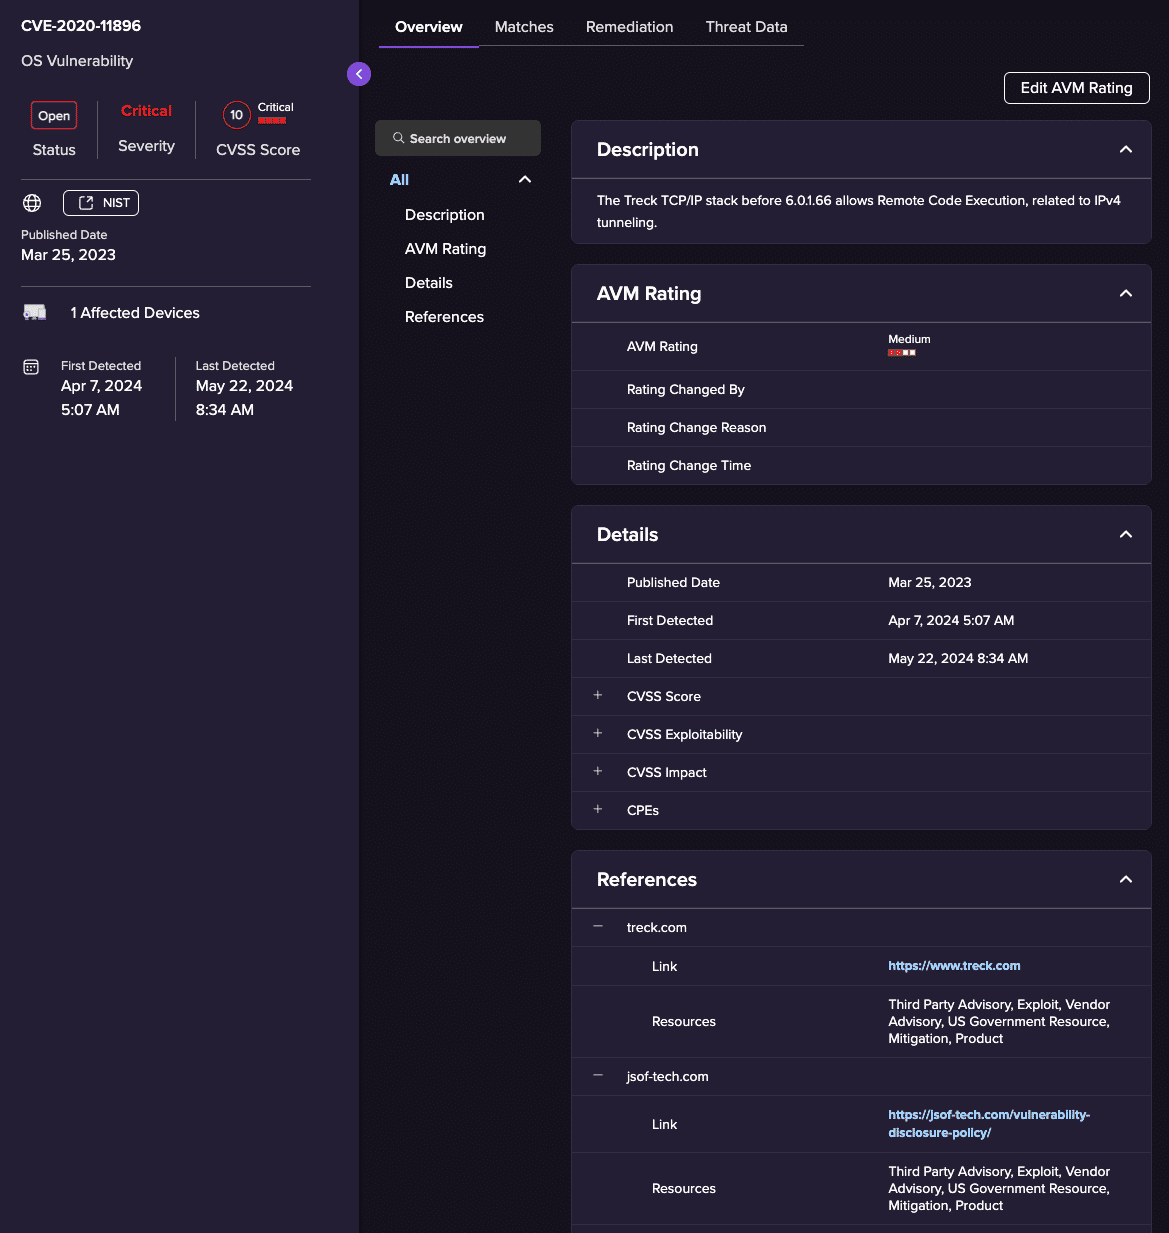 CVE-2020-11896
OS Vulnerability
Open
Status
Critical
Severity
10
Critical
CVSS Score
NIST
Published Date
Mar 25, 2023
1 Affected Devices
First Detected
Apr 7, 2024
5:07 AM
Last Detected
May 22, 2024
8:34 AM
Overview Matches Remediation Threat Data
Edit AVM Rating
Search overview
All
Description
AVM Rating
Details
References
Description
The Treck TCP/IP stack before 6.0.1.66 allows Remote Code Execution, related to IPv4
tunneling.
AVM Rating
AVM Rating Medium
Rating Changed By
Rating Change Reason
Rating Change Time
Details
Published Date Mar 25, 2023
First Detected Apr 7, 2024 5:07 AM
Last Detected May 22, 2024 8:34 AM
+ CVSS Score
+ CVSS Exploitability
+ CVSS Impact
+ CPEs
References
– treck.com
Link https://www.treck.com
Resources
Third Party Advisory, Exploit, Vendor
Advisory, US Government Resource,
Mitigation, Product
– jsof-tech.com
Link
https://jsof-tech.com/vulnerability-
disclosure-policy/
Resources
Third Party Advisory, Exploit, Vendor
Advisory, US Government Resource,
Mitigation, Product